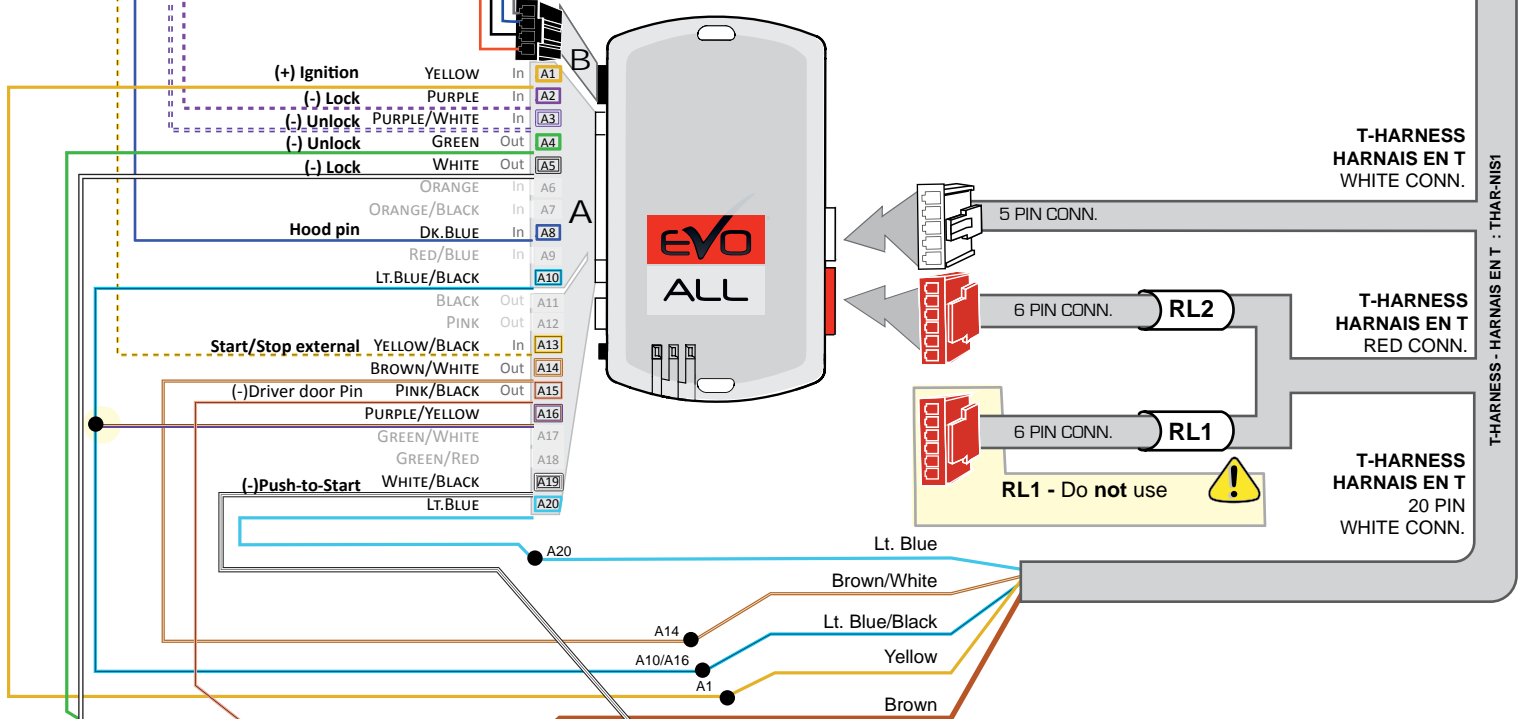 B
(+) Ignition YELLOW In A1
(-) Lock PURPLE In A2
(-) Unlock PURPLE/WHITE In A3
(-) Unlock GREEN Out A4
(-) Lock WHITE Out A5
ORANGE In A6
ORANGE/BLACK In A7
Hood pin DK.BLUE In A8
RED/BLUE In A9
LT.BLUE/BLACK A10
BLACK Out A11
PINK Out A12
Start/Stop external YELLOW/BLACK In A13
BROWN/WHITE Out A14
(-)Driver door Pin PINK/BLACK Out A15
PURPLE/YELLOW A16
GREEN/WHITE A17
GREEN/RED A18
(-)Push-to-Start WHITE/BLACK A19
LT.BLUE A20
A
EVO
ALL
5 PIN CONN.
6 PIN CONN.
RL2
6 PIN CONN.
RL1
RL1 - Do not use
T-HARNESS
HARNAIS EN T
WHITE CONN.
T-HARNESS
HARNAIS EN T
RED CONN.
T-HARNESS
HARNAIS EN T
20 PIN
WHITE CONN.
T-HARNESS - HARNAIS EN T : THAR-NIS1
A20
Lt. Blue
Brown/White
A14
Lt. Blue/Black
A10/A16
Yellow
A1
Brown